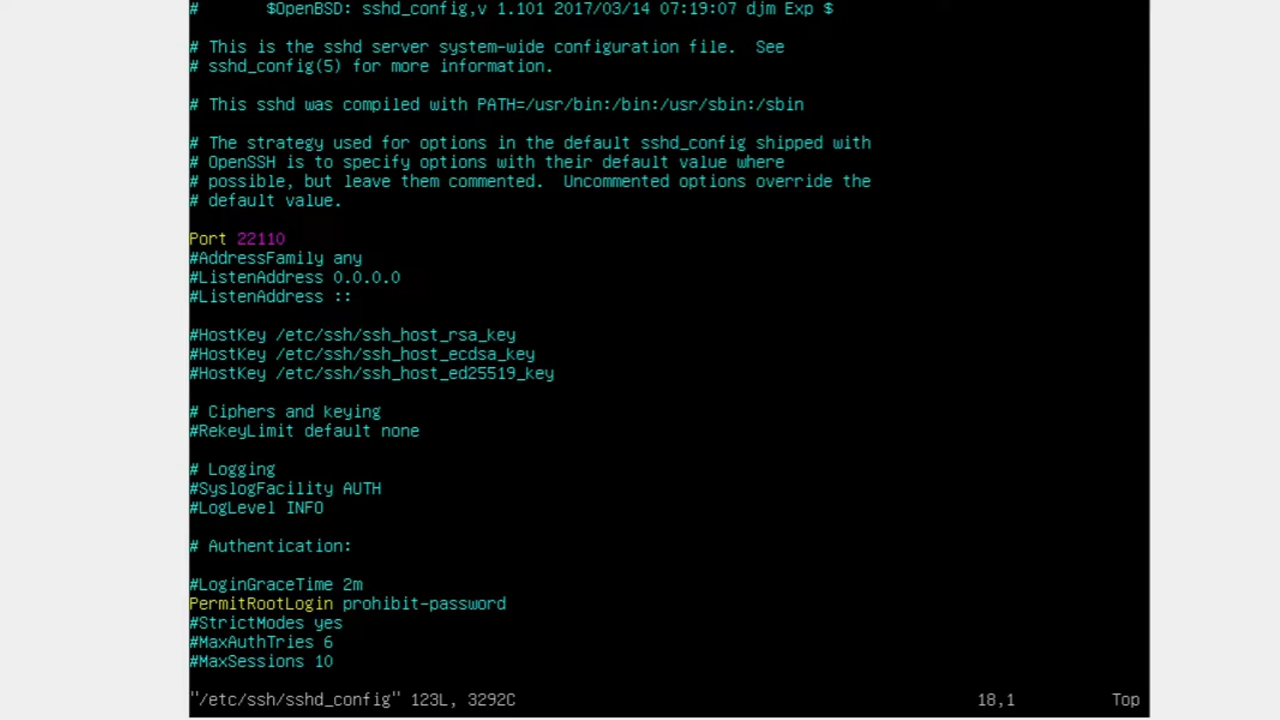 #       $OpenBSD: sshd_config,v 1.101 2017/03/14 07:19:07 djm Exp $
# This is the sshd server system-wide configuration file.  See
# sshd_config(5) for more information.
# This sshd was compiled with PATH=/usr/bin:/bin:/usr/sbin:/sbin
# The strategy used for options in the default sshd_config shipped with
# OpenSSH is to specify options with their default value where
# possible, but leave them commented.  Uncommented options override the
# default value.
Port 22110
#AddressFamily any
#ListenAddress 0.0.0.0
#ListenAddress ::
#HostKey /etc/ssh/ssh_host_rsa_key
#HostKey /etc/ssh/ssh_host_ecdsa_key
#HostKey /etc/ssh/ssh_host_ed25519_key
# Ciphers and keying
#RekeyLimit default none
# Logging
#SyslogFacility AUTH
#LogLevel INFO
# Authentication:
#LoginGraceTime 2m
PermitRootLogin prohibit-password
#StrictModes yes
#MaxAuthTries 6
#MaxSessions 10
"/etc/ssh/sshd_config" 123L, 3292C 18,1 Top